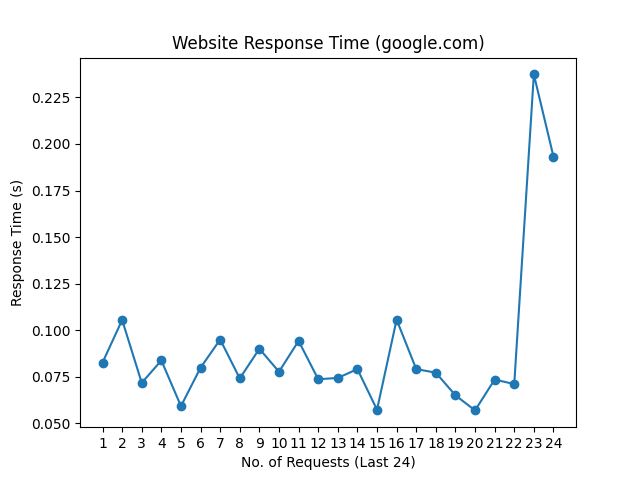 Website Response Time (google.com)
Response Time (s)
0.225
0.200
0.175
0.150
0.125
0.100
0.075
0.050
1 2 3 4 5 6 7 8 9 10 11 12 13 14 15 16 17 18 19 20 21 22 23 24
No. of Requests (Last 24)